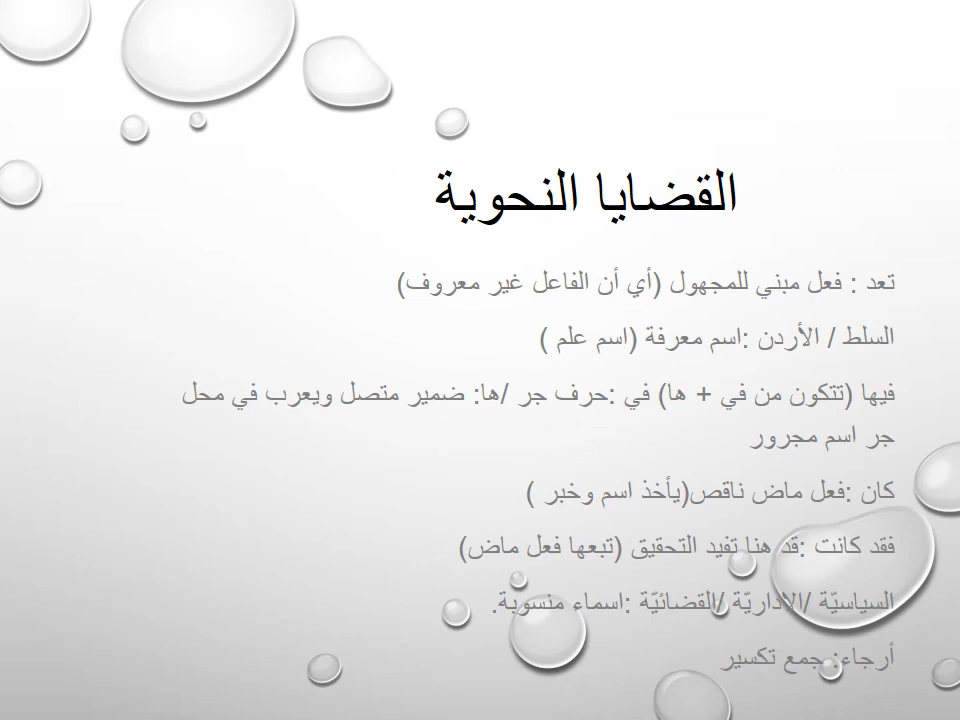 القضايا النحوية
تعد : فعل مبني للمجهول (أي أن الفاعل غير معروف)
السلط / الأردن :اسم معرفة (اسم علم )
فيها (تتكون من في + ها) في :حرف جر /ها: ضمير متصل ويعرب في محل
جر اسم مجرور
كان :فعل ماض ناقص(يأخذ اسم وخبر )
فقد كانت :قد هنا تفيد التحقيق (تبعها فعل ماض)
السياسيّة /الاداريّة /القضائيّة :اسماء منسوبة.
أرجاء: جمع تكسير